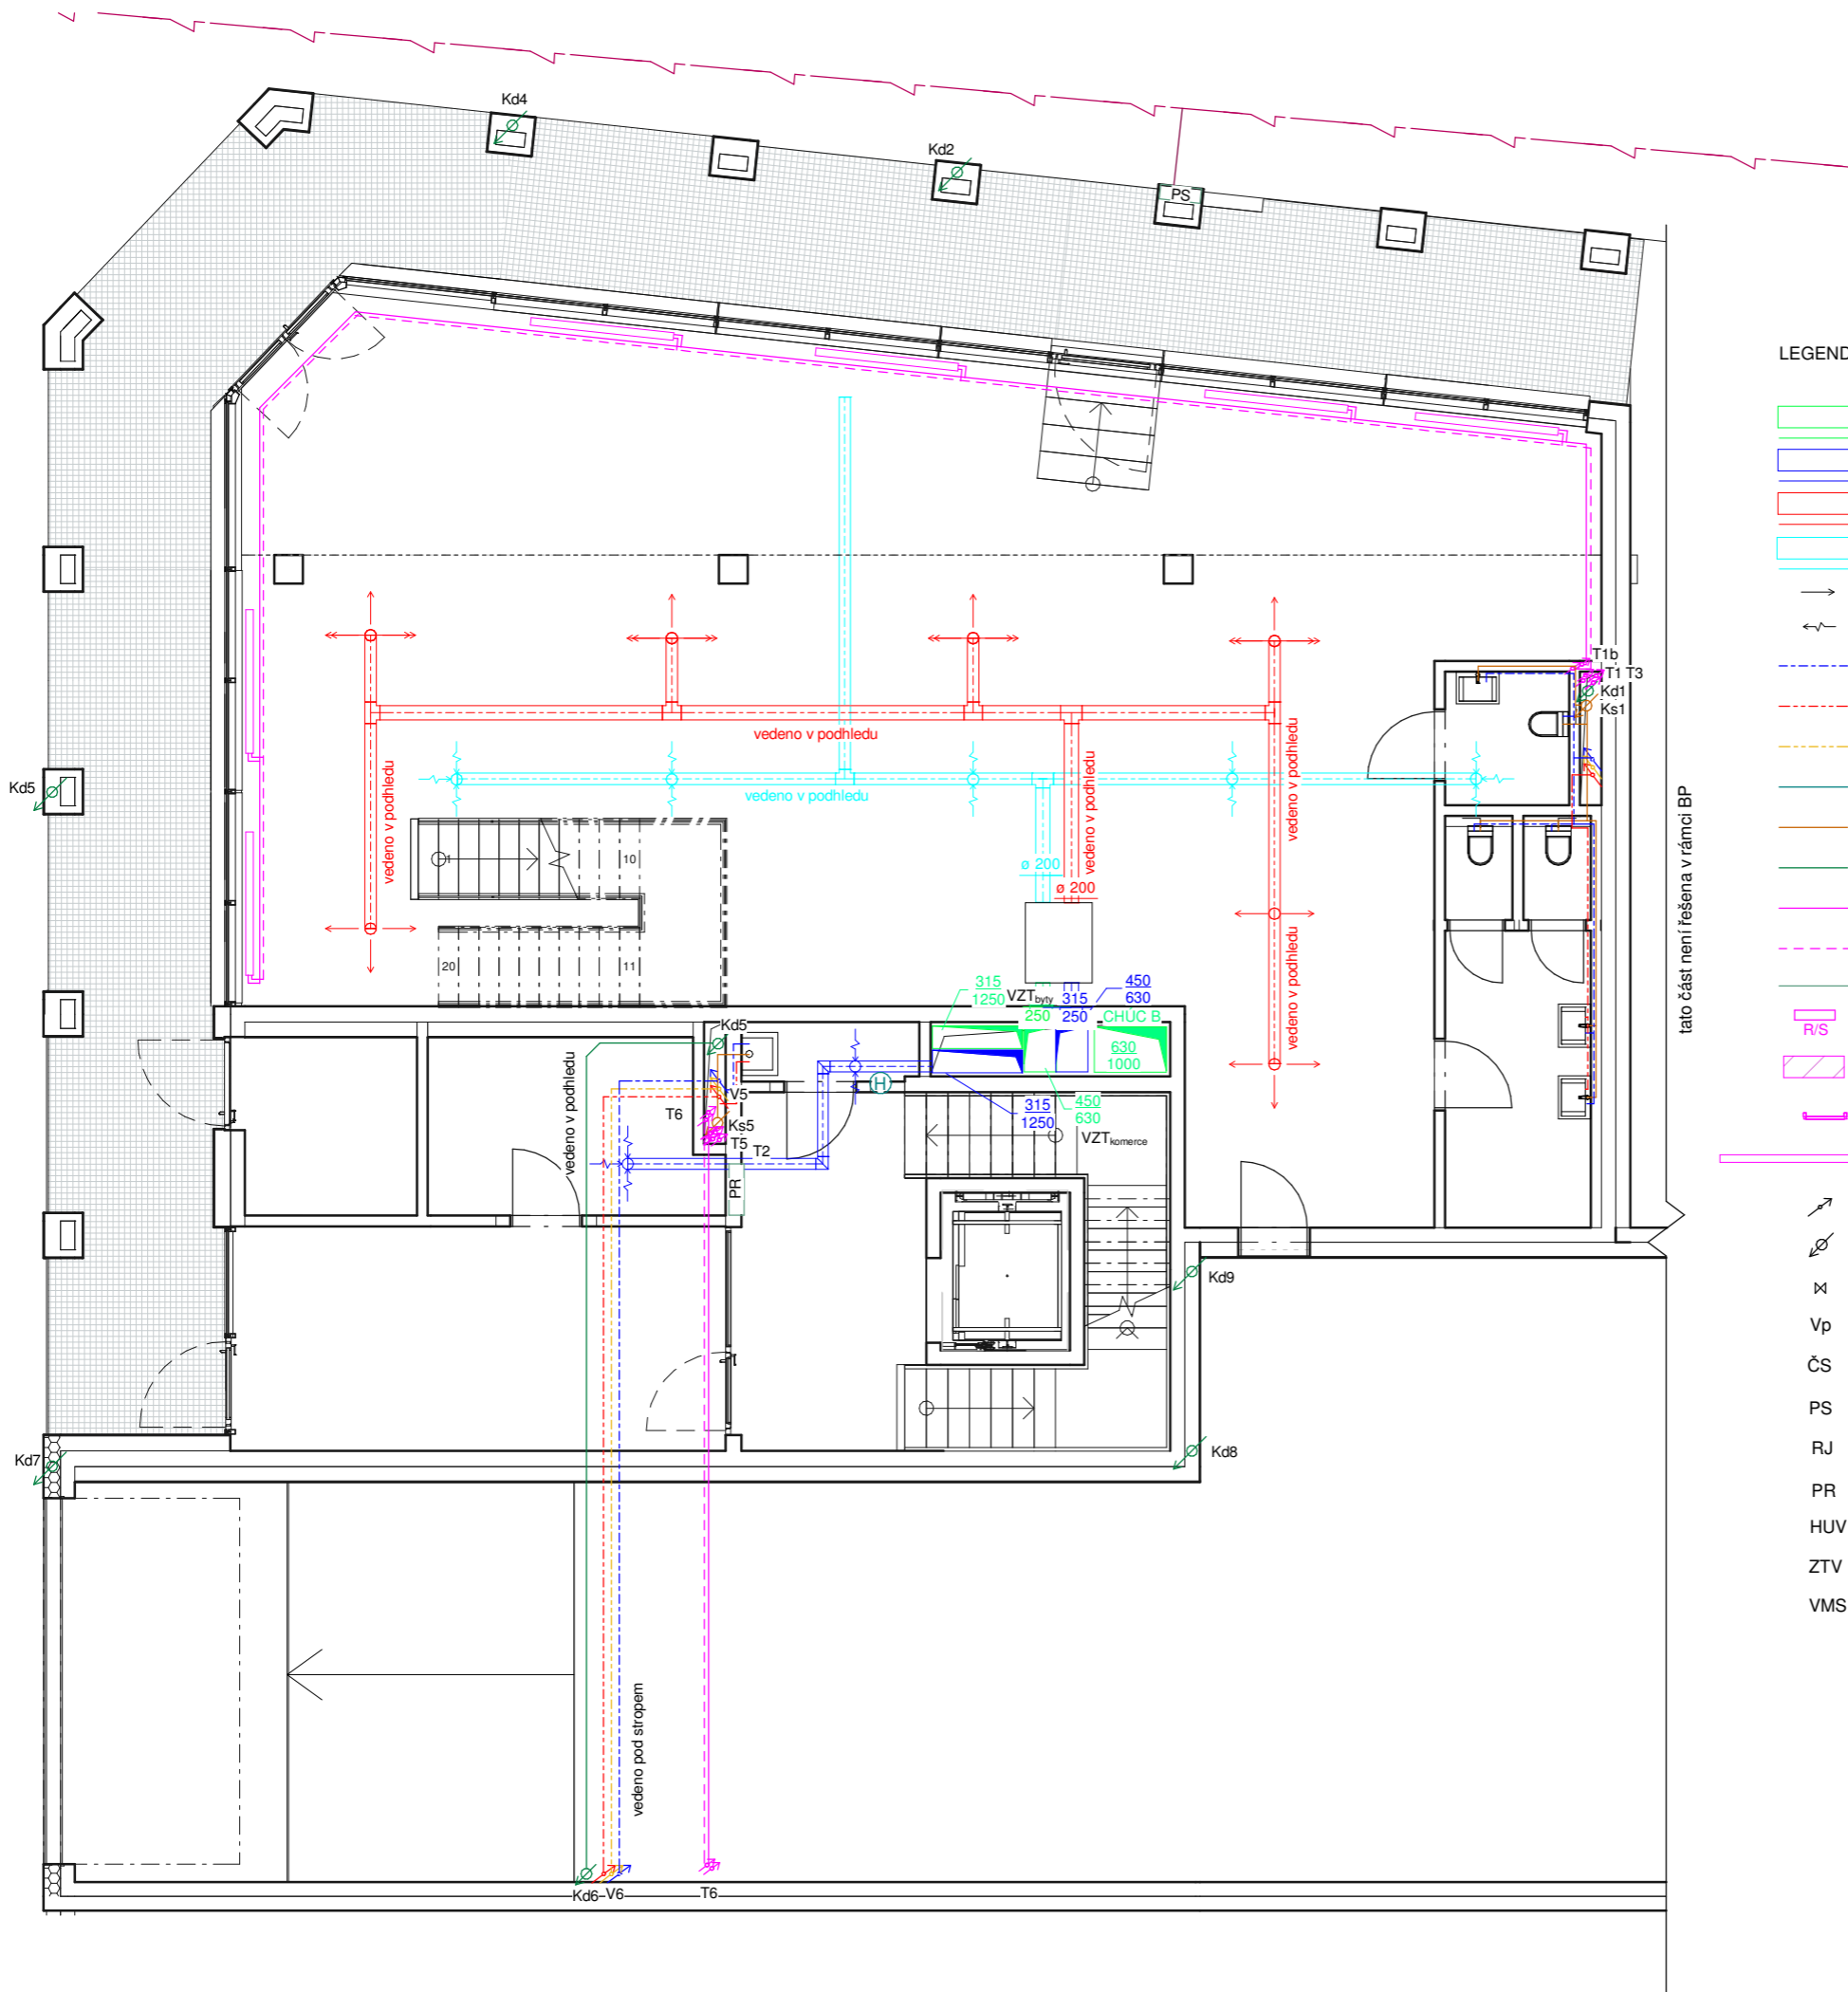 Kd4
Kd2
PS
LEGEND
T1b
T1 T3
Kd1
Ks1
vedeno v podhledu
vedeno v podhledu
vedeno v podhledu
vedeno v podhledu
vedeno v podhledu
Kd5
1
10
20
11
ø 200
ø 200
vedeno v podhledu
tato část není řešena v rámci BP
315
1250
VZTbyty
250
315
250
450
630
CHÚC B
630
1000
R/S
Kd5
vedeno v podhledu
H
V5
T6
Ks5
T5
T2
PR
315
1250
450
630
VZTkomerce
Kd9
Kd8
Kd7
vedeno pod stropem
Kd6
V6
T6
Vp
ČS
PS
RJ
PR
HUV
ZTV
VMS